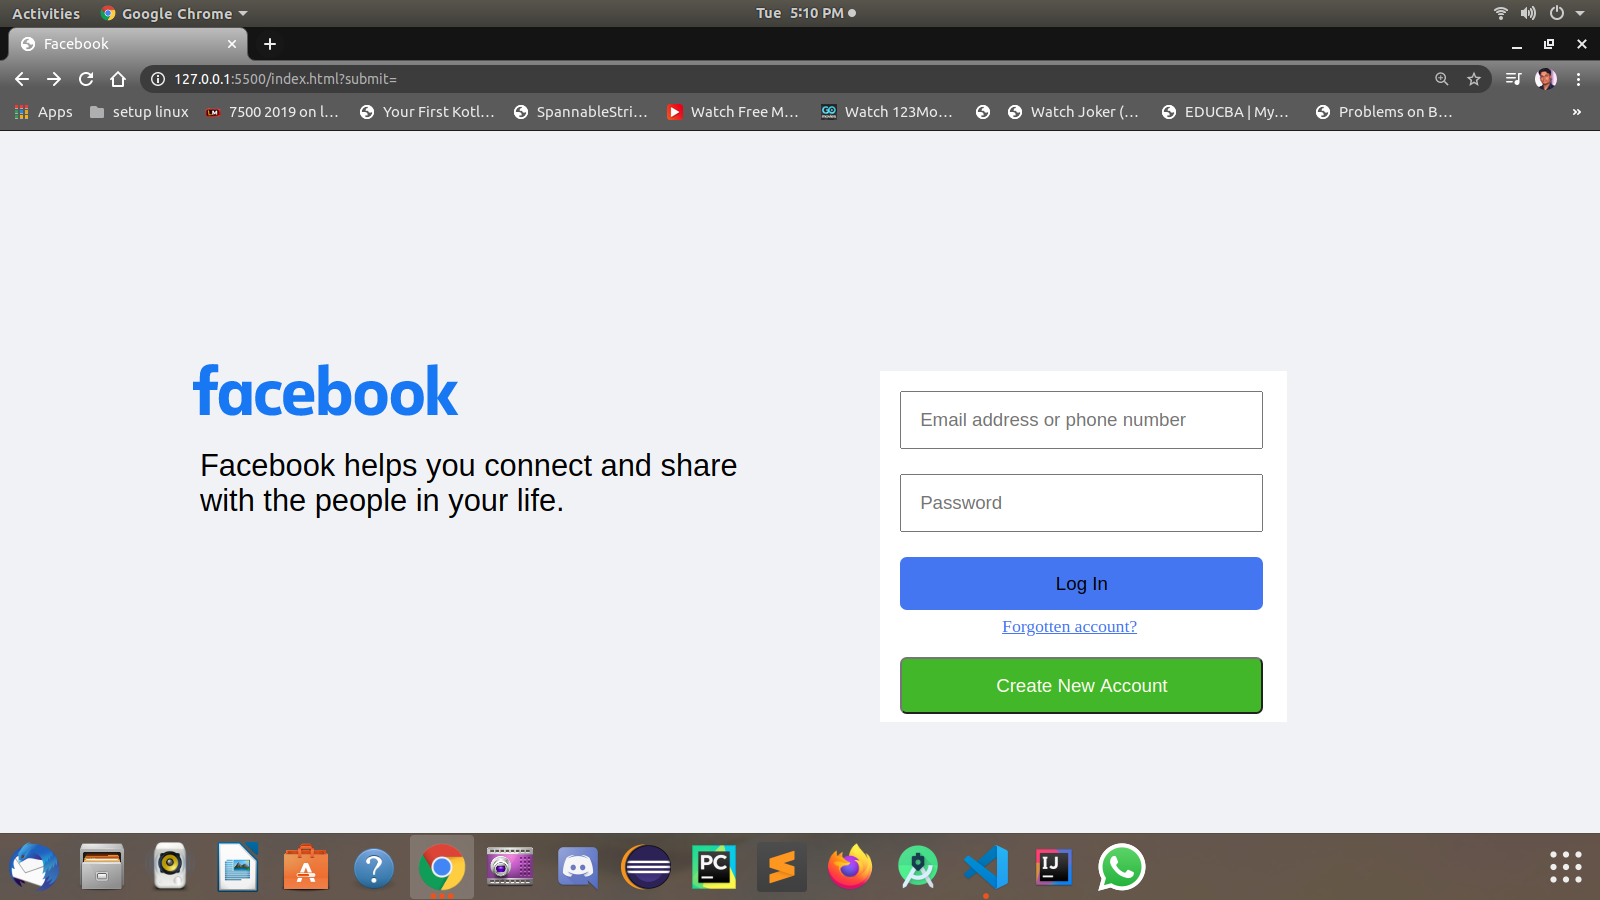 Activities Google Chrome Tue 5:10 PM
Facebook
127.0.0.1:5500/index.html?submit=
Apps setup linux LM 7500 2019 on l... Your First Kotl... SpannableStri... Watch Free M... GO movies Watch 123Mo... Watch Joker (... EDUCBA | My... Problems on B... »
facebook
Facebook helps you connect and share
with the people in your life.
Email address or phone number
Password
Log In
Forgotten account?
Create New Account
? PC IJ